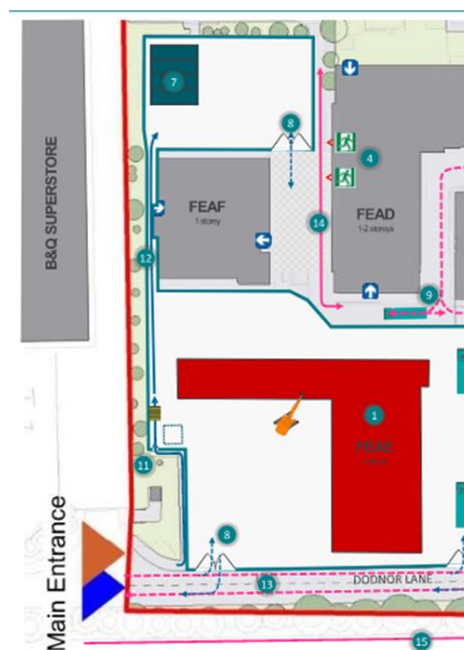 7
8
4
B&Q SUPERSTORE
FEAF
1-storey
FEAD
1-2 storeys
14
12
9
1
FEAE
11
Main Entrance
8
13
DODNOR LANE
15